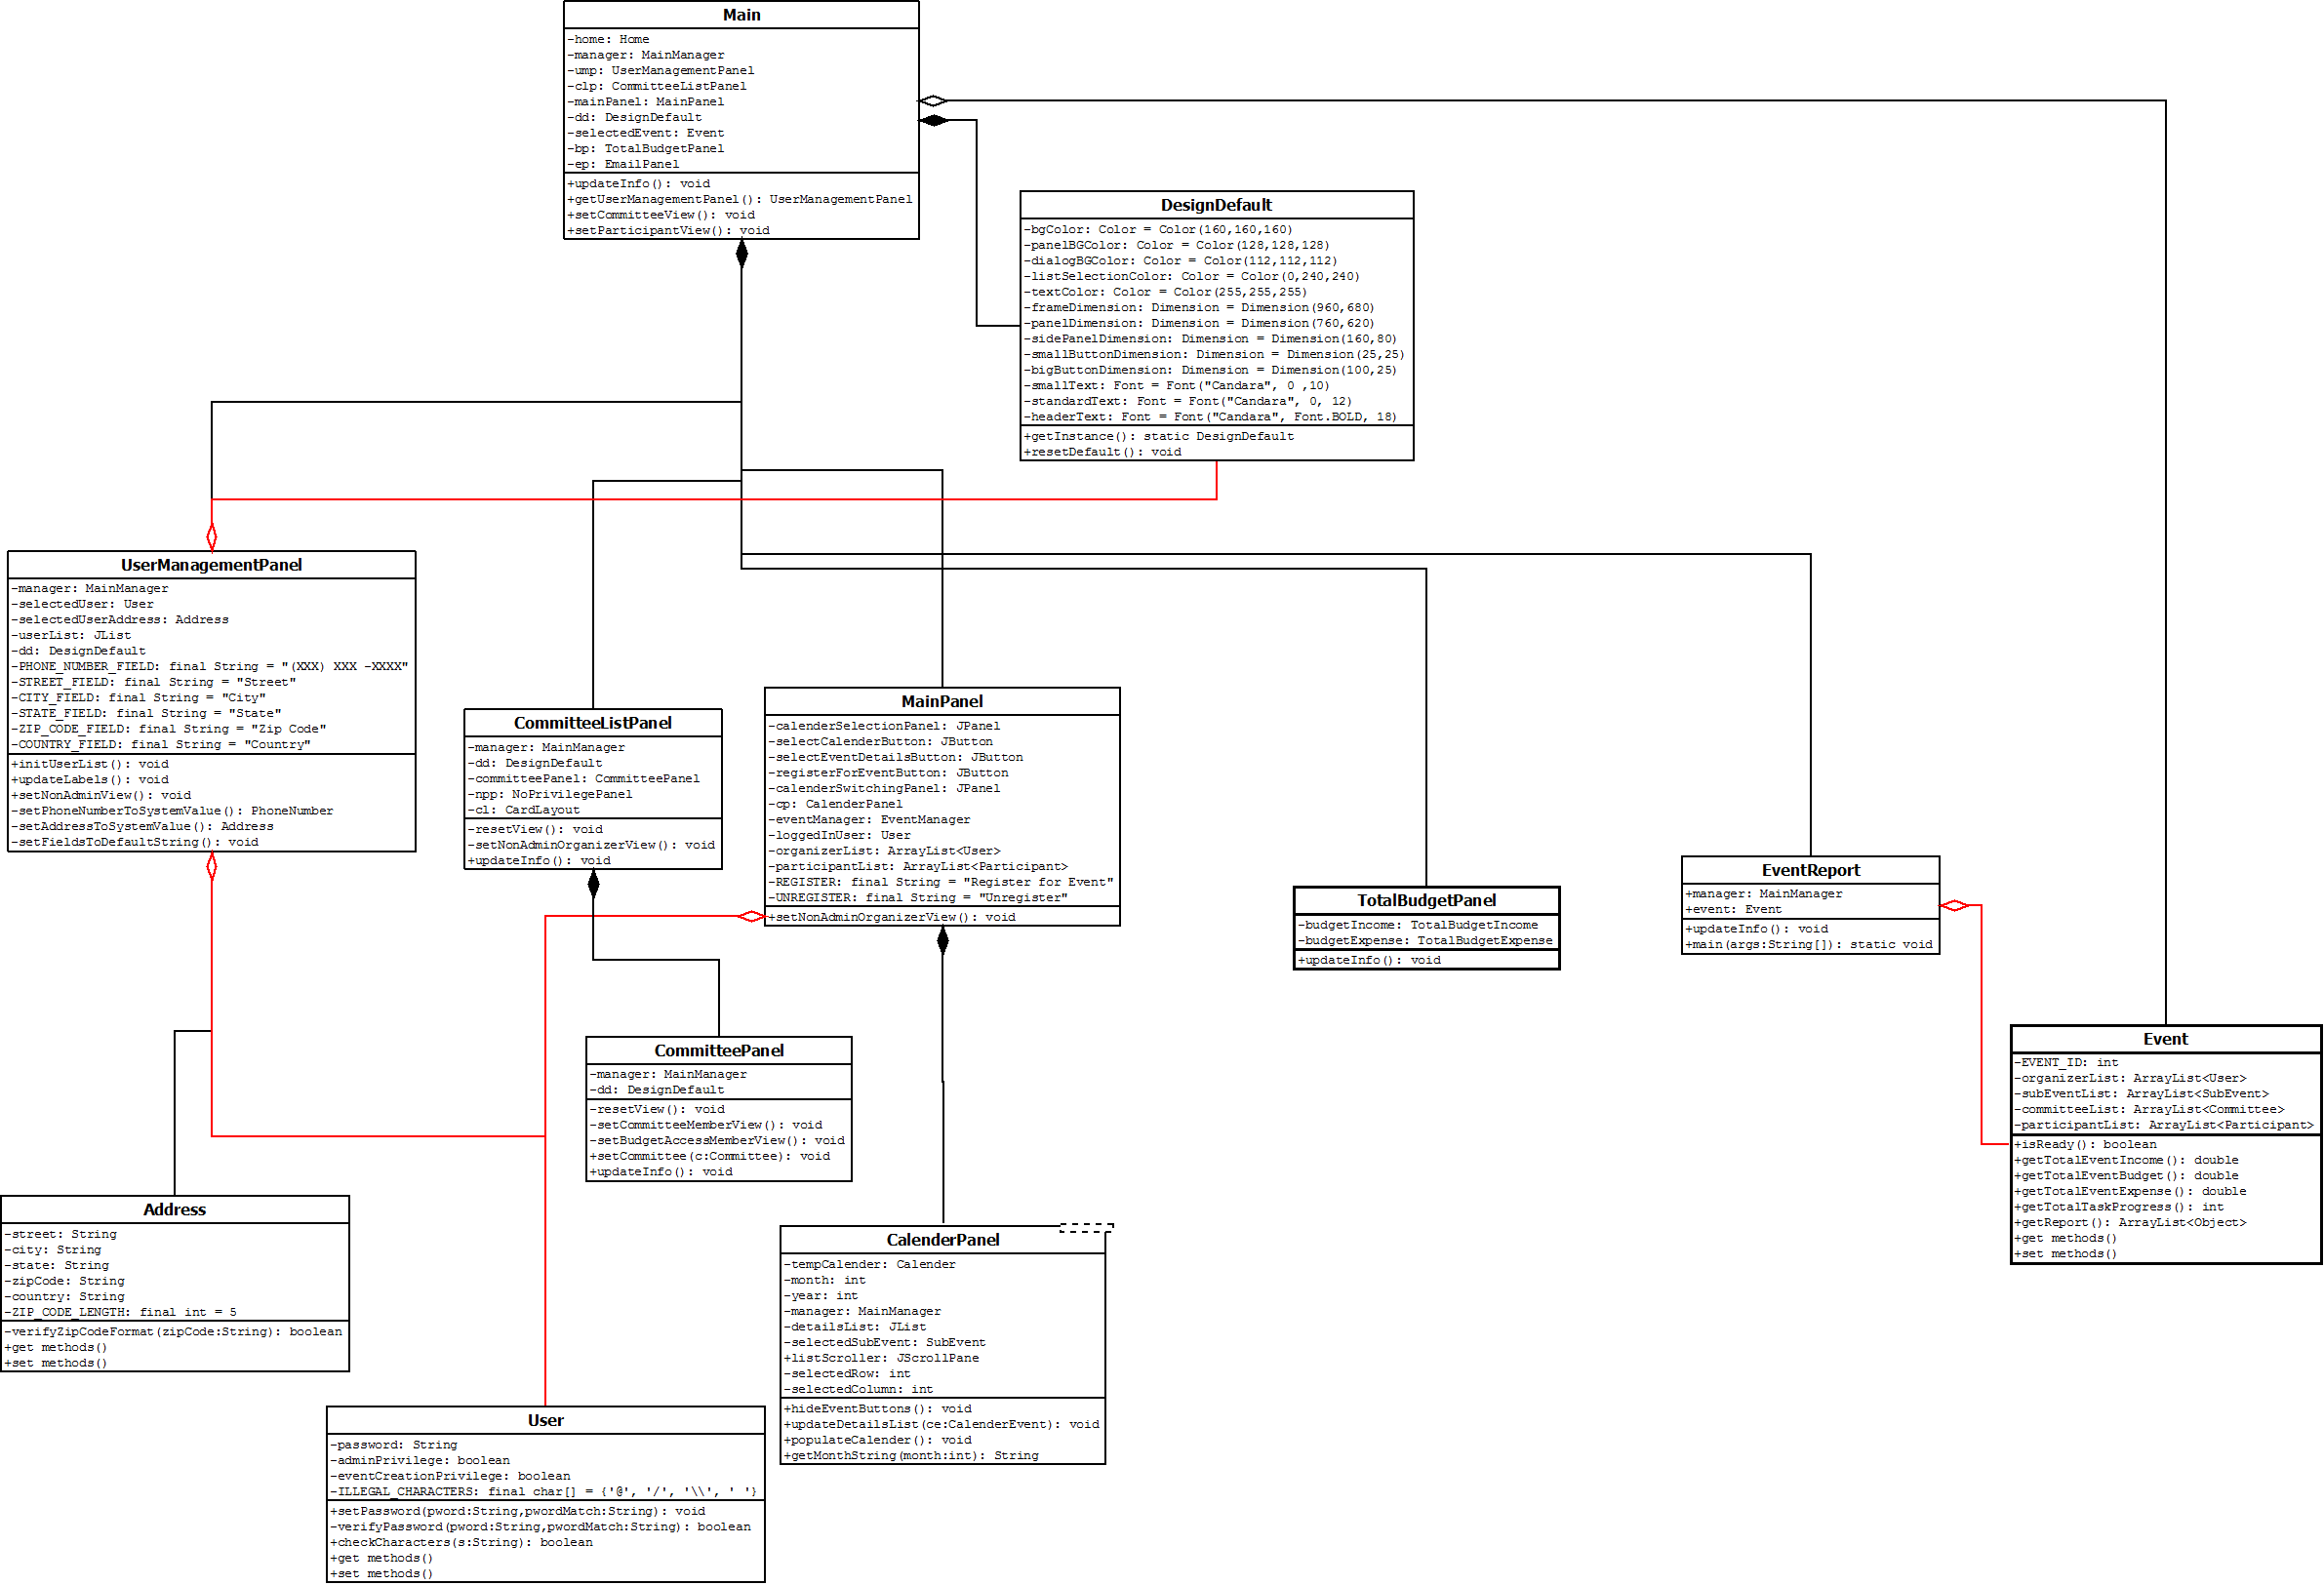 Main
-home: Home
-manager: MainManager
-ump: UserManagementPanel
-clp: CommitteeListPanel
-mainPanel: MainPanel
-dd: DesignDefault
-selectedEvent: Event
-bp: TotalBudgetPanel
-ep: EmailPanel
+updateInfo(): void
+getUserManagementPanel(): UserManagementPanel
+setCommitteeView(): void
+setParticipantView(): void
DesignDefault
-bgColor: Color = Color(160,160,160)
-panelBGColor: Color = Color(128,128,128)
-dialogBGColor: Color = Color(112,112,112)
-listSelectionColor: Color = Color(0,240,240)
-textColor: Color = Color(255,255,255)
-frameDimension: Dimension = Dimension(960,680)
-panelDimension: Dimension = Dimension(760,620)
-sidePanelDimension: Dimension = Dimension(160,80)
-smallButtonDimension: Dimension = Dimension(25,25)
-bigButtonDimension: Dimension = Dimension(100,25)
-smallText: Font = Font("Candara", 0 ,10)
-standardText: Font = Font("Candara", 0, 12)
-headerText: Font = Font("Candara", Font.BOLD, 18)
+getInstance(): static DesignDefault
+resetDefault(): void
UserManagementPanel
-manager: MainManager
-selectedUser: User
-selectedUserAddress: Address
-userList: JList
-dd: DesignDefault
-PHONE_NUMBER_FIELD: final String = "(XXX) XXX -XXXX"
-STREET_FIELD: final String = "Street"
-CITY_FIELD: final String = "City"
-STATE_FIELD: final String = "State"
-ZIP_CODE_FIELD: final String = "Zip Code"
-COUNTRY_FIELD: final String = "Country"
+initUserList(): void
+updateLabels(): void
+setNonAdminView(): void
-setPhoneNumberToSystemValue(): PhoneNumber
-setAddressToSystemValue(): Address
-setFieldsToDefaultString(): void
CommitteeListPanel
-manager: MainManager
-dd: DesignDefault
-committeePanel: CommitteePanel
-npp: NoPrivilegePanel
-cl: CardLayout
-resetView(): void
-setNonAdminOrganizerView(): void
+updateInfo(): void
MainPanel
-calenderSelectionPanel: JPanel
-selectCalenderButton: JButton
-selectEventDetailsButton: JButton
-registerForEventButton: JButton
-calenderSwitchingPanel: JPanel
-cp: CalenderPanel
-eventManager: EventManager
-loggedInUser: User
-organizerList: ArrayList<User>
-participantList: ArrayList<Participant>
-REGISTER: final String = "Register for Event"
-UNREGISTER: final String = "Unregister"
+setNonAdminOrganizerView(): void
TotalBudgetPanel
-budgetIncome: TotalBudgetIncome
-budgetExpense: TotalBudgetExpense
+updateInfo(): void
EventReport
+manager: MainManager
+event: Event
+updateInfo(): void
+main(args:String[]): static void
Event
-EVENT_ID: int
-organizerList: ArrayList<User>
-subEventList: ArrayList<SubEvent>
-committeeList: ArrayList<Committee>
-participantList: ArrayList<Participant>
+isReady(): boolean
+getTotalEventIncome(): double
+getTotalEventBudget(): double
+getTotalEventExpense(): double
+getTotalTaskProgress(): int
+getReport(): ArrayList<Object>
+get methods()
+set methods()
CommitteePanel
-manager: MainManager
-dd: DesignDefault
-resetView(): void
-setCommitteeMemberView(): void
-setBudgetAccessMemberView(): void
+setCommittee(c:Committee): void
+updateInfo(): void
Address
-street: String
-city: String
-state: String
-zipCode: String
-country: String
-ZIP_CODE_LENGTH: final int = 5
-verifyZipCodeFormat(zipCode:String): boolean
+get methods()
+set methods()
CalenderPanel
-tempCalender: Calender
-month: int
-year: int
-manager: MainManager
-detailsList: JList
-selectedSubEvent: SubEvent
+listScroller: JScrollPane
-selectedRow: int
-selectedColumn: int
+hideEventButtons(): void
+updateDetailsList(ce:CalenderEvent): void
+populateCalender(): void
+getMonthString(month:int): String
User
-password: String
-adminPrivilege: boolean
-eventCreationPrivilege: boolean
-ILLEGAL_CHARACTERS: final char[] = {'@', '/', '\\', ' '}
+setPassword(pword:String,pwordMatch:String): void
-verifyPassword(pword:String,pwordMatch:String): boolean
+checkCharacters(s:String): boolean
+get methods()
+set methods()